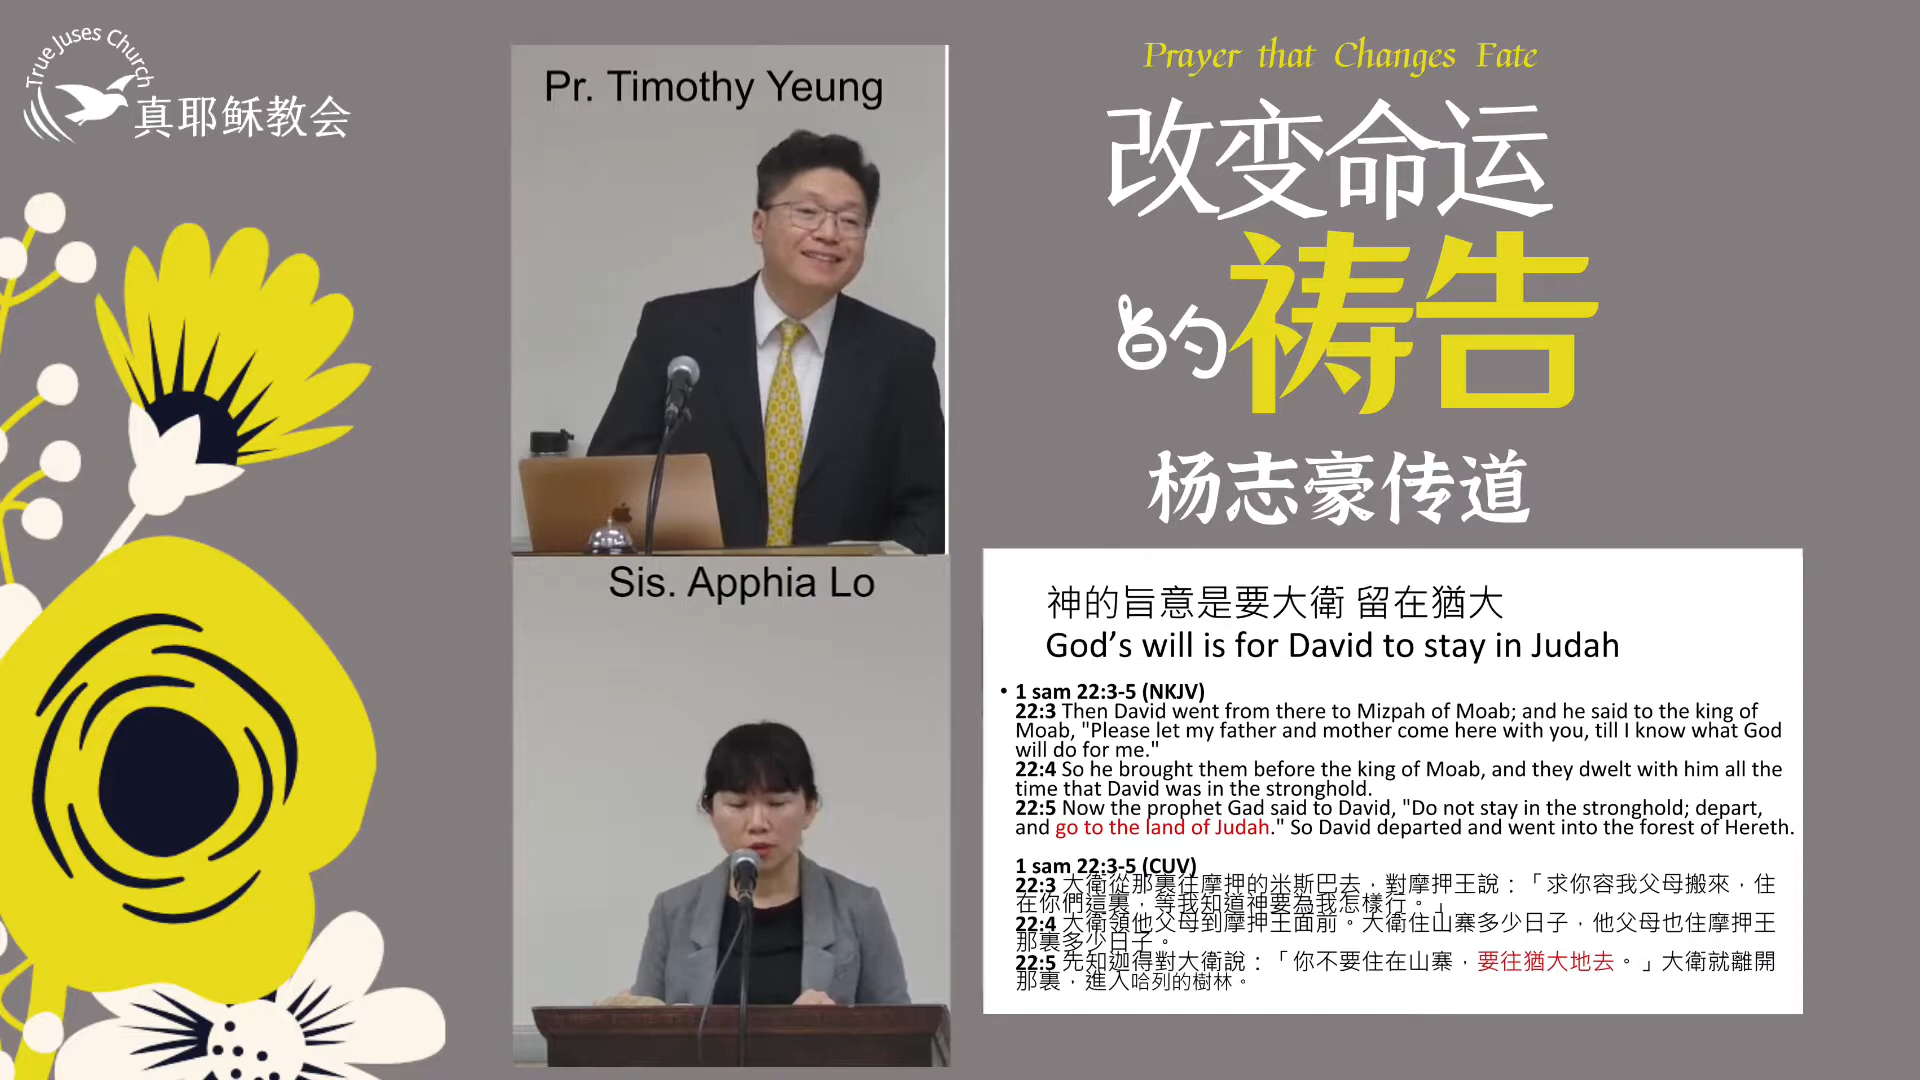 True Juses Church
真耶稣教会
Pr. Timothy Yeung
Sis. Apphia Lo
Prayer that Changes Fate
改变命运
的祷告
杨志豪传道
神的旨意是要大衛 留在猶大
God's will is for David to stay in Judah
• 1 sam 22:3-5 (NKJV)
22:3 Then David went from there to Mizpah of Moab; and he said to the king of
Moab, "Please let my father and mother come here with you, till I know what God
will do for me."
22:4 So he brought them before the king of Moab, and they dwelt with him all the
time that David was in the stronghold.
22:5 Now the prophet Gad said to David, "Do not stay in the stronghold; depart,
and go to the land of Judah." So David departed and went into the forest of Hereth.
1 sam 22:3-5 (CUV)
22:3 大衛從那裏往摩押的米斯巴去，對摩押王說：「求你容我父母搬來，住
在你們這裏，等我知道神要為我怎樣行。」
22:4 大衛領他父母到摩押王面前。大衛住山寨多少日子，他父母也住摩押王
那裏多少日子。
22:5 先知迦得對大衛說：「你不要住在山寨，要往猶大地去。」大衛就離開
那裏，進入哈列的樹林。